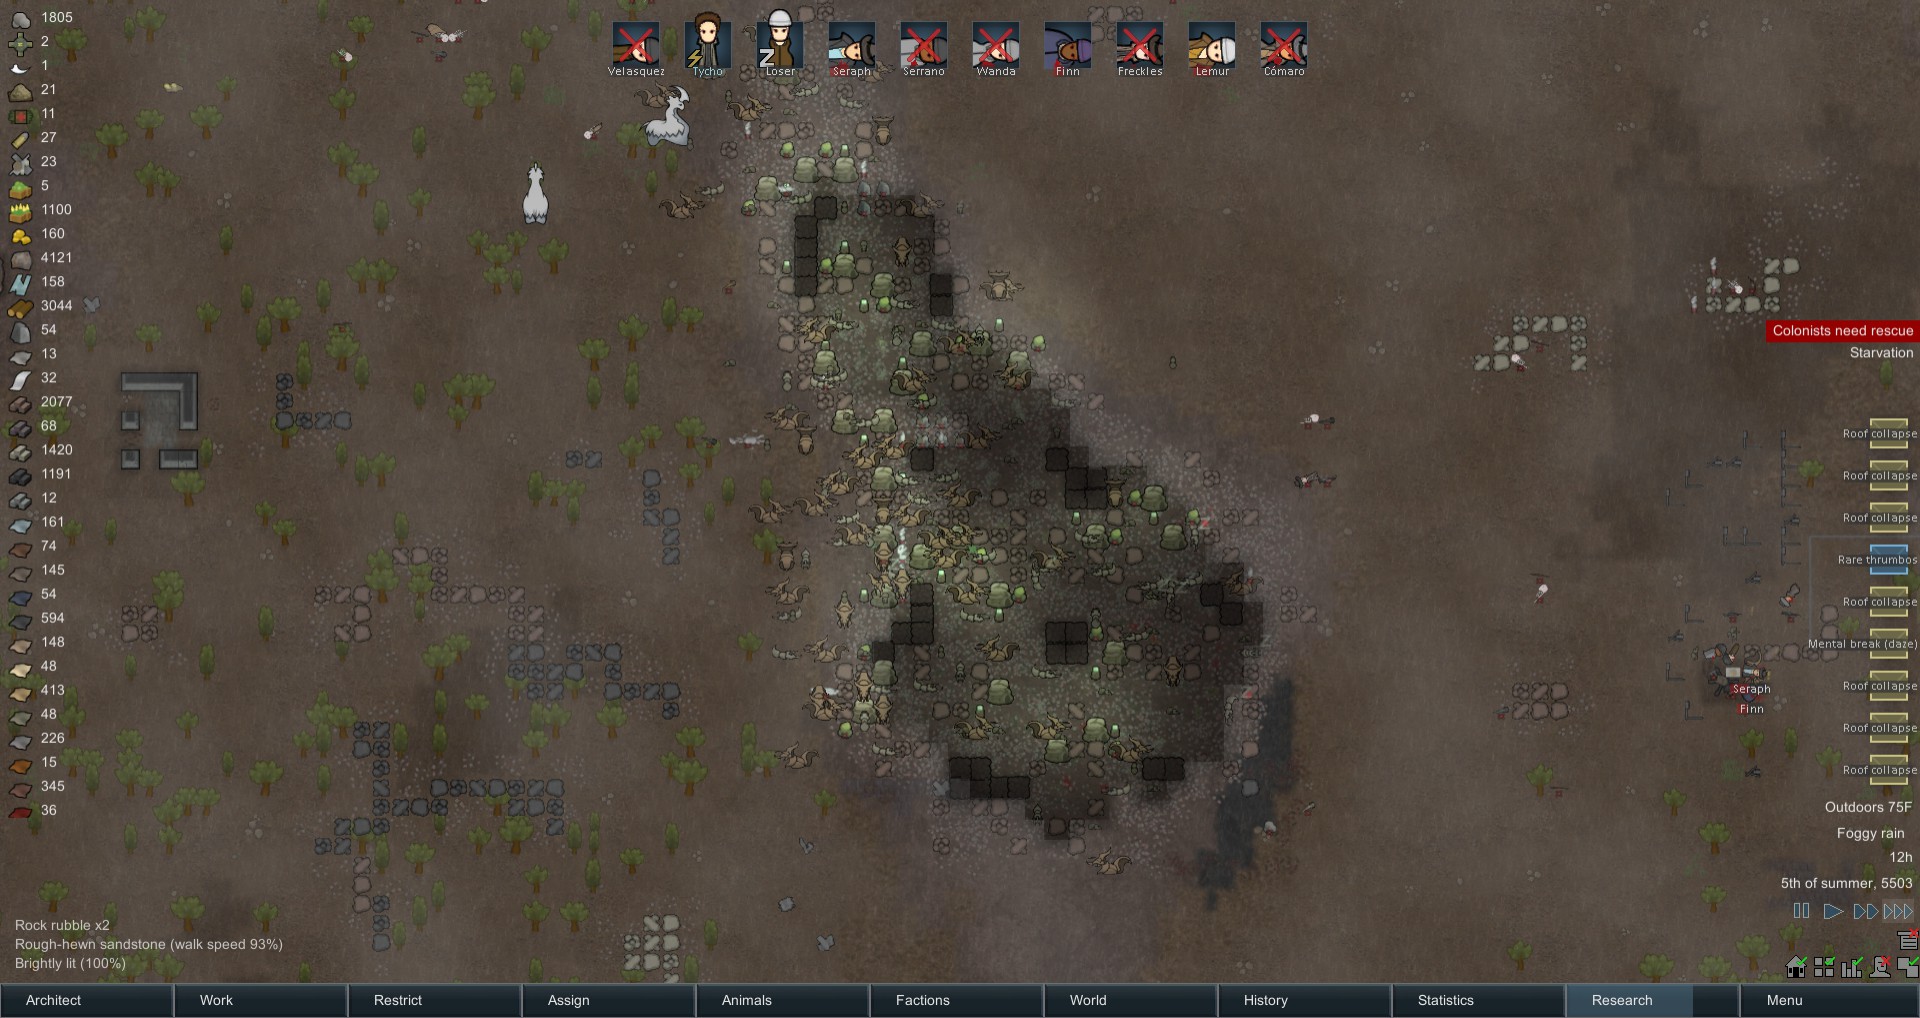 1805
2
1
21
11
27
23
5
1100
160
4121
158
3044
54
13
32
2077
68
1420
1191
12
161
74
145
54
594
148
48
413
48
226
15
345
36
Velasquez
Tycho
Loser
Seraph
Serrano
Wanda
Finn
Freckles
Lemur
Cómaro
Colonists need rescue
Starvation
Roof collapse
Roof collapse
Roof collapse
Rare thrumbos
Roof collapse
Mental break (daze)
Roof collapse
Roof collapse
Roof collapse
Seraph
Finn
Outdoors 75F
Foggy rain
12h
5th of summer, 5503
Rock rubble x2
Rough-hewn sandstone (walk speed 93%)
Brightly lit (100%)
Architect
Work
Restrict
Assign
Animals
Factions
World
History
Statistics
Research
Menu